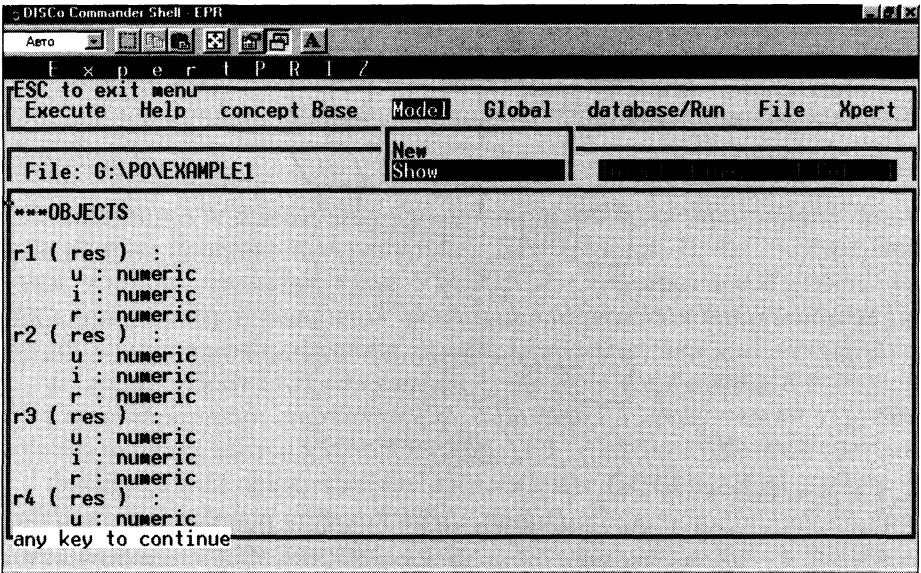 DISCo Commander Shell - EPR
Авто
A
E x p e r t P R I Z
ESC to exit menu
Execute Help concept Base Model Global database/Run File Xpert
New
File: G:\PO\EXAMPLE1
Show
***OBJECTS
r1 ( res ) :
u : numeric
i : numeric
r : numeric
r2 ( res ) :
u : numeric
i : numeric
r : numeric
r3 ( res ) :
u : numeric
i : numeric
r : numeric
r4 ( res ) :
u : numeric
any key to continue